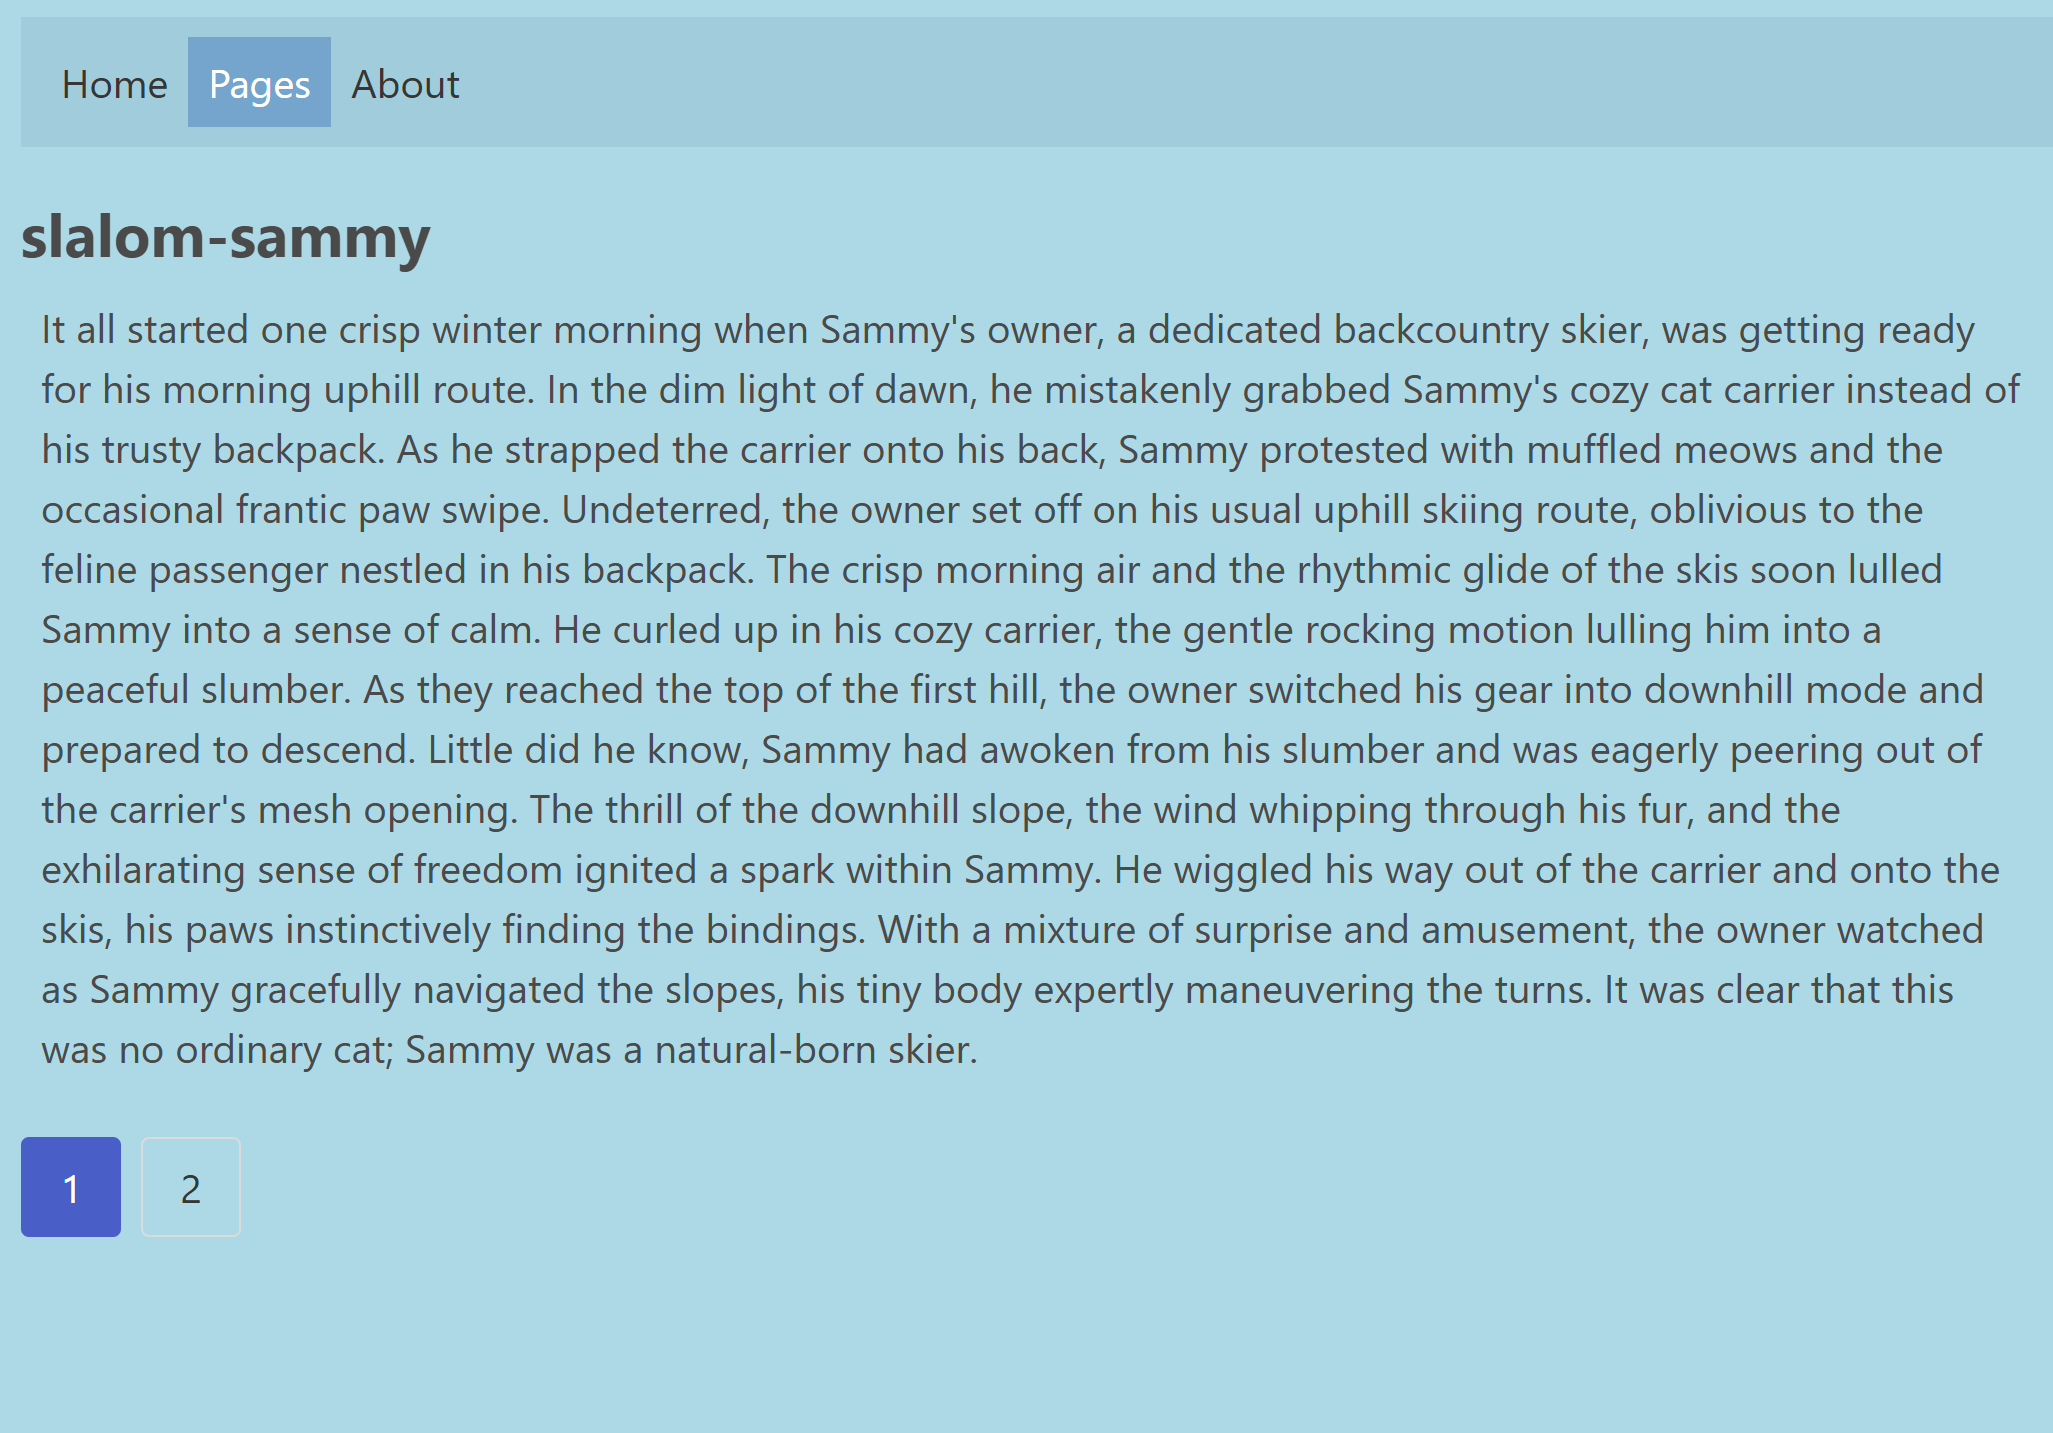 Home Pages About
slalom-sammy
It all started one crisp winter morning when Sammy's owner, a dedicated backcountry skier, was getting ready
for his morning uphill route. In the dim light of dawn, he mistakenly grabbed Sammy's cozy cat carrier instead of
his trusty backpack. As he strapped the carrier onto his back, Sammy protested with muffled meows and the
occasional frantic paw swipe. Undeterred, the owner set off on his usual uphill skiing route, oblivious to the
feline passenger nestled in his backpack. The crisp morning air and the rhythmic glide of the skis soon lulled
Sammy into a sense of calm. He curled up in his cozy carrier, the gentle rocking motion lulling him into a
peaceful slumber. As they reached the top of the first hill, the owner switched his gear into downhill mode and
prepared to descend. Little did he know, Sammy had awoken from his slumber and was eagerly peering out of
the carrier's mesh opening. The thrill of the downhill slope, the wind whipping through his fur, and the
exhilarating sense of freedom ignited a spark within Sammy. He wiggled his way out of the carrier and onto the
skis, his paws instinctively finding the bindings. With a mixture of surprise and amusement, the owner watched
as Sammy gracefully navigated the slopes, his tiny body expertly maneuvering the turns. It was clear that this
was no ordinary cat; Sammy was a natural-born skier.
1 2